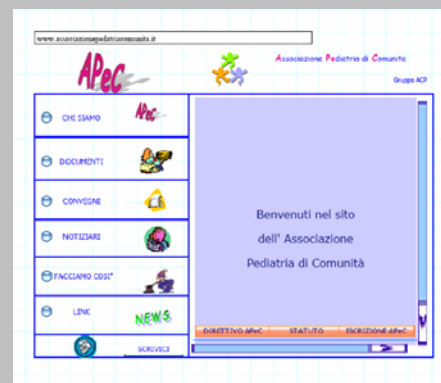 www.associazionepediatriacomunita.it
APeC
Associazione Pediatria di Comunita
Gruppo ACP
CHI SIAMO
APeC
DOCUMENTI
CONVEGNI
NOTIZIARI
FACCIAMO COSI'
LINK
NEWS
SCRIVICI
Benvenuti nel sito
dell' Associazione
Pediatria di Comunità
DIRETTIVO APeC STATUTO ISCRIZIONE APeC